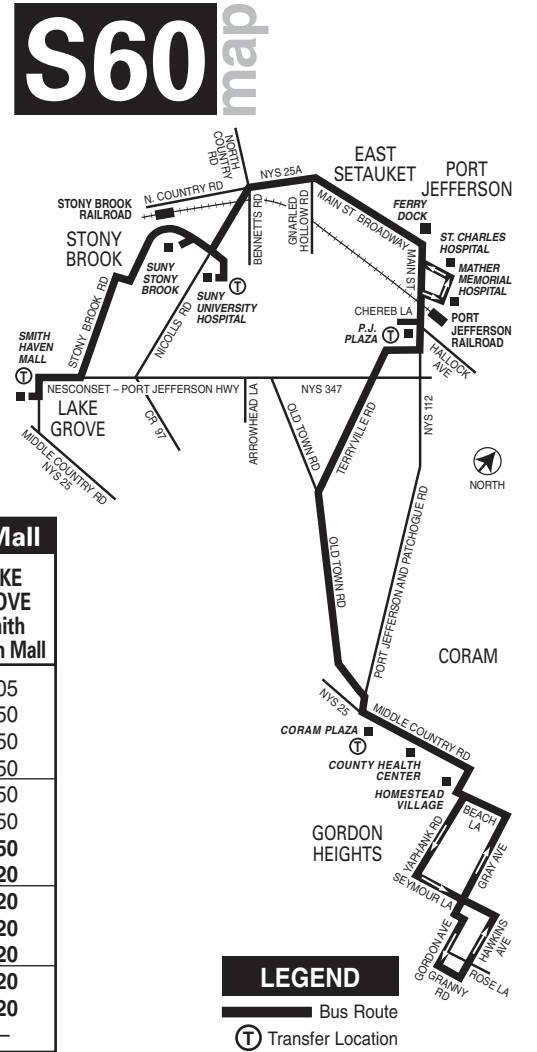 S60
map
NORTH
COUNTRY
RD
EAST
SETAUKET
PORT
JEFFERSON
NYS 25A
N. COUNTRY RD
STONY BROOK
RAILROAD
BENNETTS RD
GNARLED
HOLLOW RD
MAIN ST BROADWAY
FERRY
DOCK
MAIN ST
ST. CHARLES
HOSPITAL
MATHER
MEMORIAL
HOSPITAL
STONY
BROOK
SUNY
STONY
BROOK
T
SUNY
UNIVERSITY
HOSPITAL
STONY BROOK RD
NICOLLS RD
CHEREB LA
P.J.
PLAZA
T
PORT
JEFFERSON
RAILROAD
HALLOCK
AVE
SMITH
HAVEN
MALL
T
NESCONSET – PORT JEFFERSON HWY
NYS 347
LAKE
GROVE
MIDDLE COUNTRY RD
NYS 25
CR 97
ARROWHEAD LA
OLD TOWN RD
TERRYVILLE RD
NYS 112
NORTH
OLD TOWN RD
PORT JEFFERSON AND PATCHOGUE RD
CORAM
NYS 25
MIDDLE COUNTRY RD
CORAM PLAZA
T
COUNTY HEALTH
CENTER
HOMESTEAD
VILLAGE
BEACH
LA
GORDON
HEIGHTS
YAPHANK RD
GRAY AVE
SEYMOUR LA
GORDON AVE
HAWKINS
AVE
GRANNY
RD
ROSE LA
LEGEND
Bus Route
T Transfer Location
Mall
KE
OVE
ith
n Mall
05
50
50
50
50
50
50
20
20
20
20
20
20
–